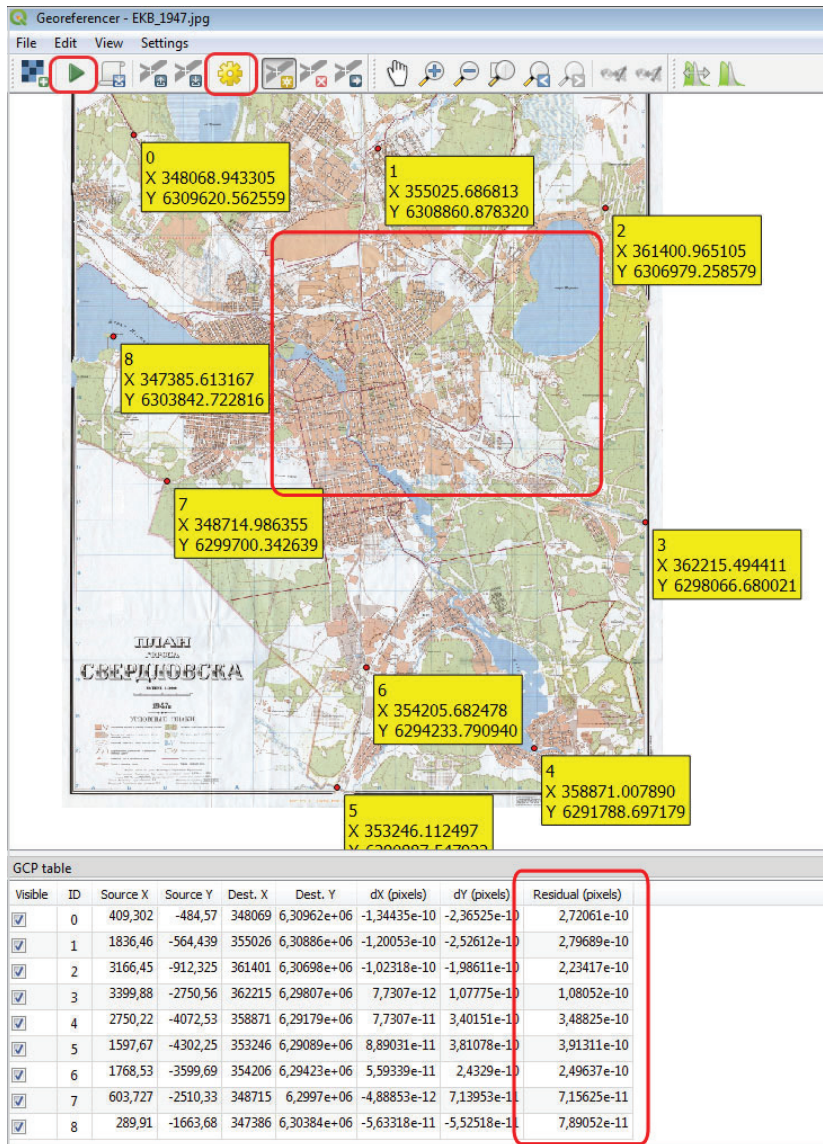 Georeferencer - EKB_1947.jpg
File Edit View Settings
0
X 348068.943305
Y 6309620.562559
1
X 355025.686813
Y 6308860.878320
2
X 361400.965105
Y 6306979.258579
8
X 347385.613167
Y 6303842.722816
7
X 348714.986355
Y 6299700.342639
3
X 362215.494411
Y 6298066.680021
ПЛАН
ГОРОДА
СВЕРДЛОВСКА
1947г.
УСЛОВНЫЕ ЗНАКИ
6
X 354205.682478
Y 6294233.790940
4
X 358871.007890
Y 6291788.697179
5
X 353246.112497
GCP table
Visible ID Source X Source Y Dest. X Dest. Y dX (pixels) dY (pixels) Residual (pixels)
0 409,302 -484,57 348069 6,30962e+06 -1,34435e-10 -2,36525e-10 2,72061e-10
1 1836,46 -564,439 355026 6,30886e+06 -1,20053e-10 -2,52612e-10 2,79689e-10
2 3166,45 -912,325 361401 6,30698e+06 -1,02318e-10 -1,98611e-10 2,23417e-10
3 3399,88 -2750,56 362215 6,29807e+06 7,7307e-12 1,07775e-10 1,08052e-10
4 2750,22 -4072,53 358871 6,29179e+06 7,7307e-11 3,40151e-10 3,48825e-10
5 1597,67 -4302,25 353246 6,29089e+06 8,89031e-11 3,81078e-10 3,91311e-10
6 1768,53 -3599,69 354206 6,29423e+06 5,59339e-11 2,4329e-10 2,49637e-10
7 603,727 -2510,33 348715 6,2997e+06 -4,88853e-12 7,13953e-11 7,15625e-11
8 289,91 -1663,68 347386 6,30384e+06 -5,63318e-11 -5,52518e-11 7,89052e-11